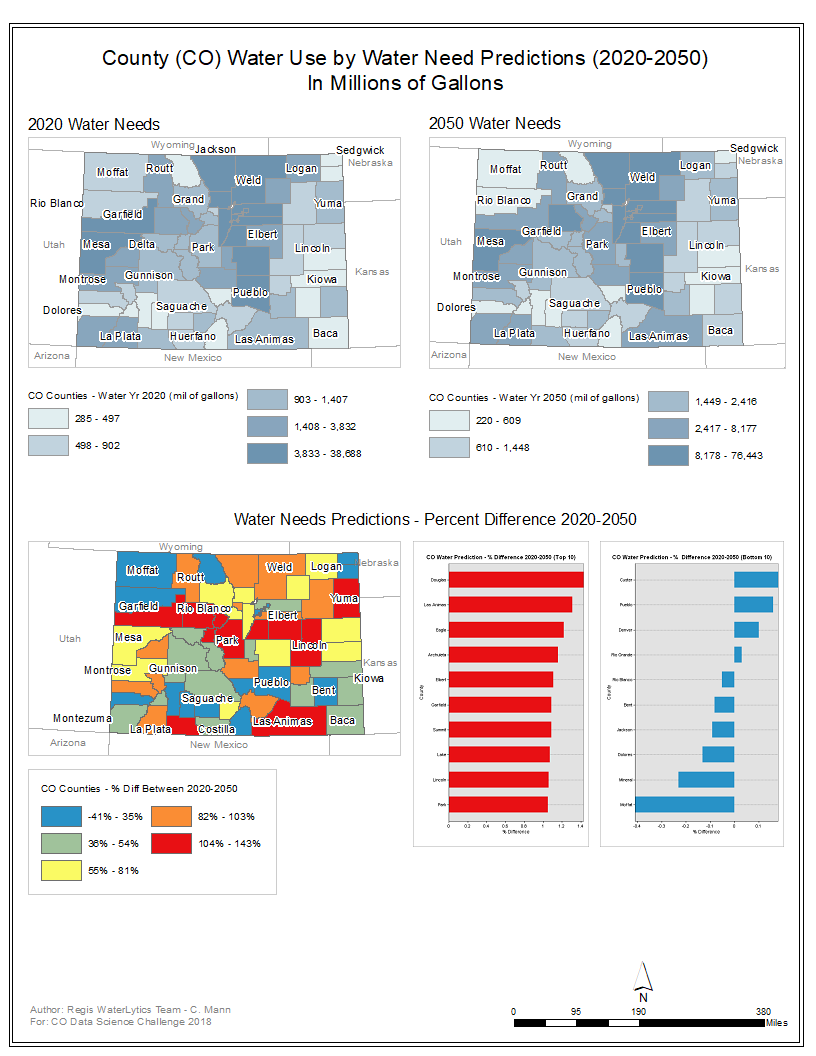 County (CO) Water Use by Water Need Predictions (2020-2050)
In Millions of Gallons
2020 Water Needs
Wyoming
Jackson
Sedgwick
Nebraska
Moffat
Routt
Logan
Weld
Rio Blanco
Grand
Yuma
Garfield
Elbert
Utah
Mesa
Delta
Park
Lincoln
Kansas
Montrose
Gunnison
Kiowa
Pueblo
Dolores
Saguache
La Plata
Huerfano
Las Animas
Baca
Arizona
New Mexico
CO Counties - Water Yr 2020 (mil of gallons)
285 - 497
498 - 902
903 - 1,407
1,408 - 3,832
3,833 - 38,688
2050 Water Needs
Wyoming
Sedgwick
Nebraska
Moffat
Routt
Logan
Weld
Rio Blanco
Grand
Yuma
Garfield
Elbert
Utah
Mesa
Park
Lincoln
Kansas
Montrose
Gunnison
Kiowa
Pueblo
Dolores
Saguache
La Plata
Huerfano
Las Animas
Baca
Arizona
New Mexico
CO Counties - Water Yr 2050 (mil of gallons)
220 - 609
610 - 1,448
1,449 - 2,416
2,417 - 8,177
8,178 - 76,443
Water Needs Predictions - Percent Difference 2020-2050
Wyoming
Nebraska
Moffat
Routt
Weld
Logan
Garfield
Rio Blanco
Yuma
Elbert
Utah
Mesa
Park
Lincoln
Kansas
Montrose
Gunnison
Kiowa
Pueblo
Bent
Saguache
Montezuma
La Plata
Costilla
Las Animas
Baca
Arizona
New Mexico
CO Counties - % Diff Between 2020-2050
-41% - 35%
36% - 54%
55% - 81%
82% - 103%
104% - 143%
CO Water Prediction - % Difference 2020-2050 (Top 10)
County
Douglas
Las Animas
Eagle
Archuleta
Elbert
Garfield
Summit
Lake
Lincoln
Park
0 0.2 0.4 0.6 0.8 1 1.2 1.4
% Difference
CO Water Prediction - % Difference 2020-2050 (Bottom 10)
County
Custer
Pueblo
Denver
Rio Grande
Rio Blanco
Bent
Jackson
Dolores
Mineral
Moffat
-0.4 -0.3 -0.2 -0.1 0 0.1
% Difference
N
0 95 190 380
Miles
Author: Regis WaterLytics Team - C. Mann
For: CO Data Science Challenge 2018